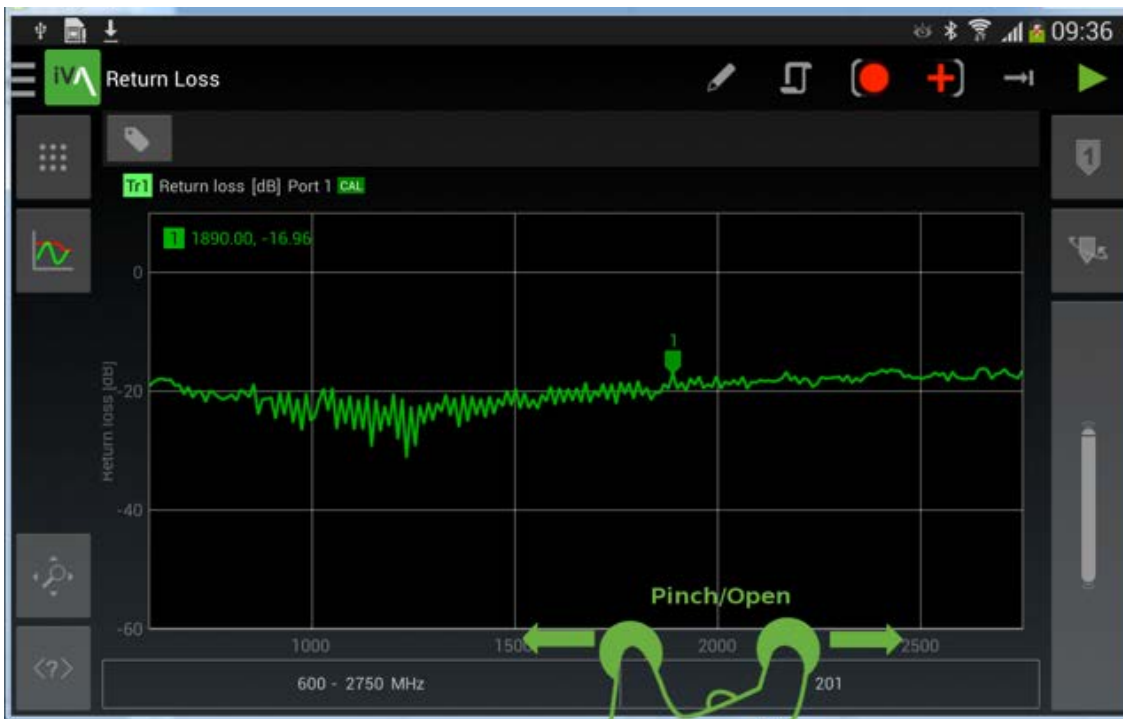 09:36
iVA Return Loss
1
Tr1 Return loss [dB] Port 1 CAL
1 1890.00, -16.96
0
1
-20
Return loss [dB]
-40
Pinch/Open
-60
1000 1500 2000 2500
<?>
600 - 2750 MHz 201